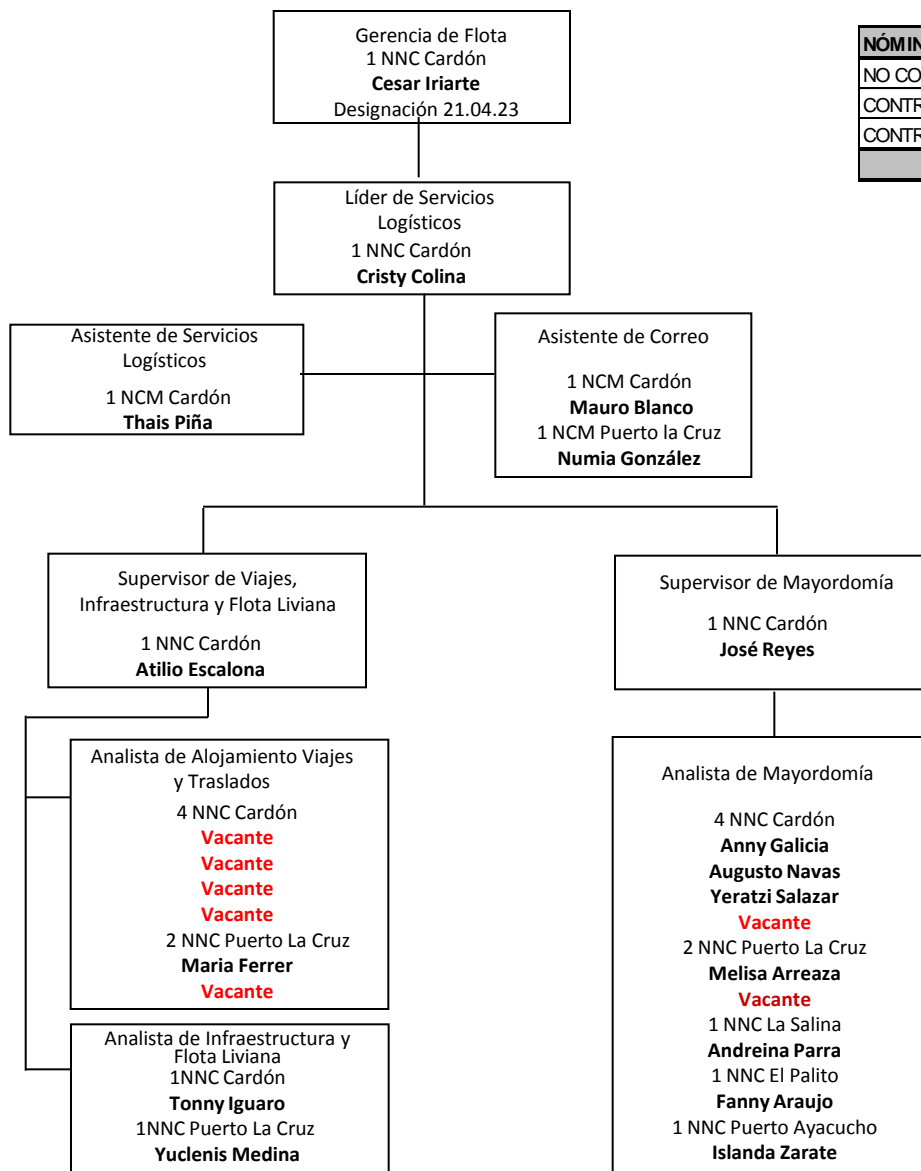 Gerencia de Flota
1 NNC Cardón
Cesar Iriarte
Designación 21.04.23
NO
Líder de Servicios
Logísticos
1 NNC Cardón
Cristy Colina
Asistente de Servicios
Logísticos
1 NCM Cardón
Thais Piña
Asistente de Correo
1 NCM Cardón
Mauro Blanco
1 NCM Puerto la Cruz
Numia González
Supervisor de Viajes,
Infraestructura y Flota Liviana
1 NNC Cardón
Atilio Escalona
Supervisor de Mayordomía
1 NNC Cardón
José Reyes
Analista de Alojamiento Viajes
y Traslados
4 NNC Cardón
Vacante
Vacante
Vacante
Vacante
2 NNC Puerto La Cruz
Maria Ferrer
Vacante
Analista de Infraestructura y
Flota Liviana
1NNC Cardón
Tonny Iguaro
1NNC Puerto La Cruz
Yuclenis Medina
Analista de Mayordomía
4 NNC Cardón
Anny Galicia
Augusto Navas
Yeratzi Salazar
Vacante
2 NNC Puerto La Cruz
Melisa Arreaza
Vacante
1 NNC La Salina
Andreina Parra
1 NNC El Palito
Fanny Araujo
1 NNC Puerto Ayacucho
Islanda Zarate